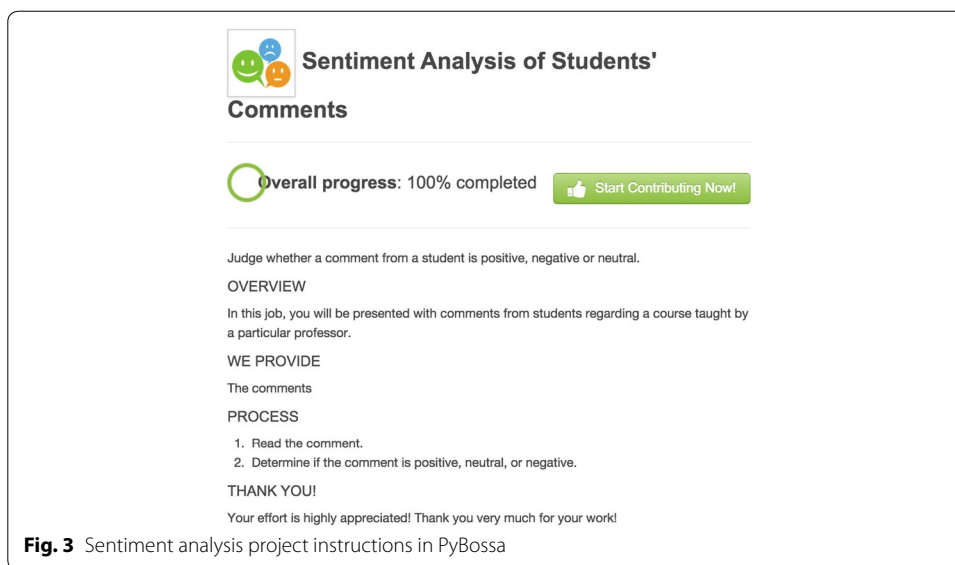 Sentiment Analysis of Students'
Comments
Overall progress: 100% completed
Start Contributing Now!
Judge whether a comment from a student is positive, negative or neutral.
OVERVIEW
In this job, you will be presented with comments from students regarding a course taught by
a particular professor.
WE PROVIDE
The comments
PROCESS
1. Read the comment.
2. Determine if the comment is positive, neutral, or negative.
THANK YOU!
Your effort is highly appreciated! Thank you very much for your work!
Fig. 3 Sentiment analysis project instructions in PyBossa